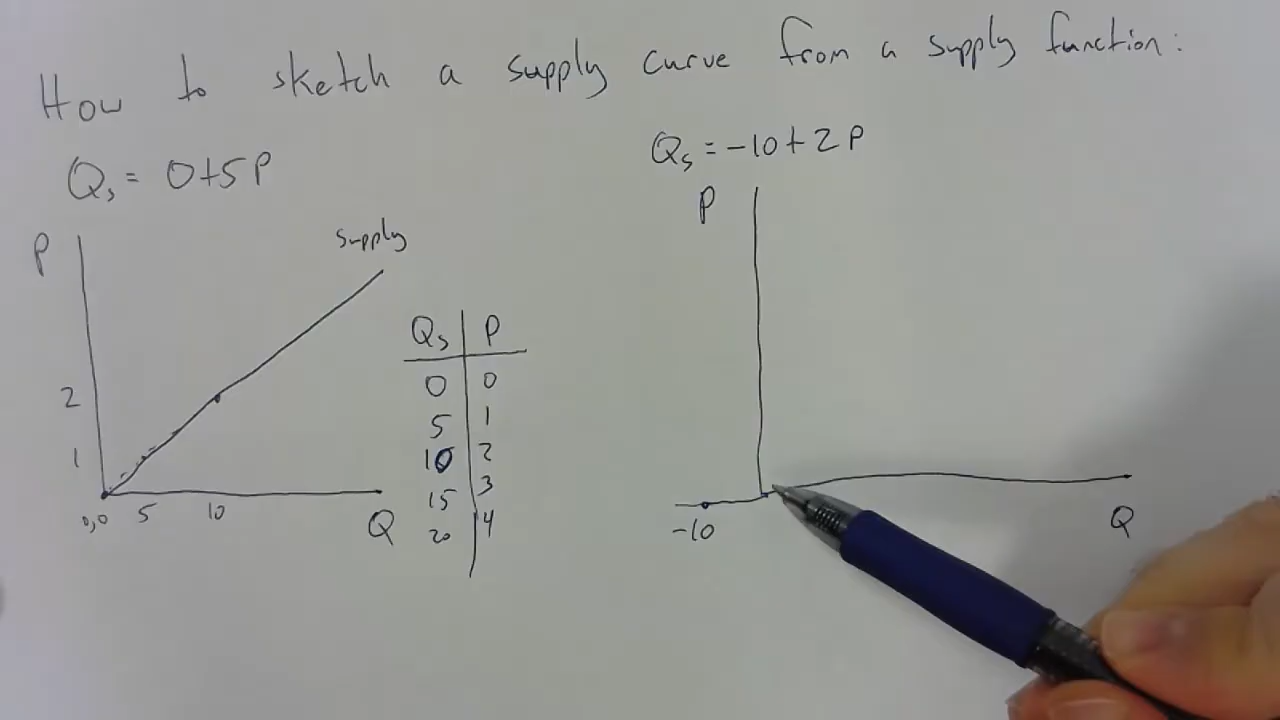 How to sketch a supply curve from a supply function:
Qs = 0+5P
P
supply
2
1
0,0 5 10 Q
Qs P
0 0
5 1
10 2
15 3
20 4
Qs = -10+2P
P
-10 Q